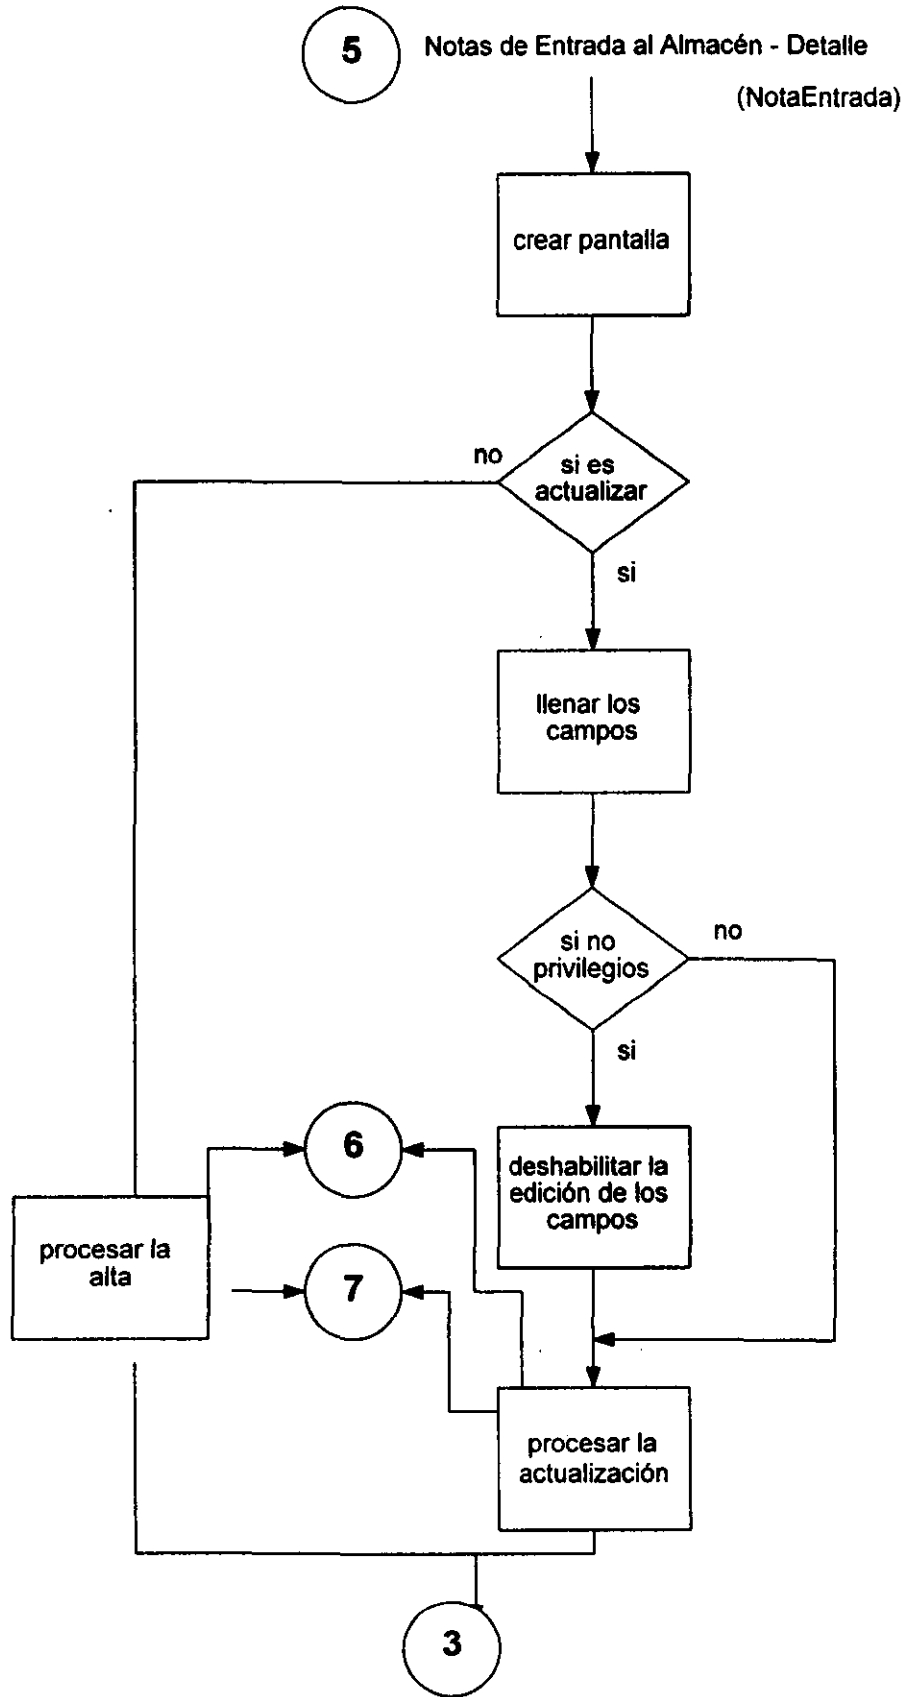 5
Notas de Entrada al Almacén - Detalle
(NotaEntrada)
crear pantalla
no
si es
actualizar
si
llenar los
campos
si no
privilegios
no
si
6
deshabilitar la
edición de los
campos
procesar la
alta
7
procesar la
actualización
3